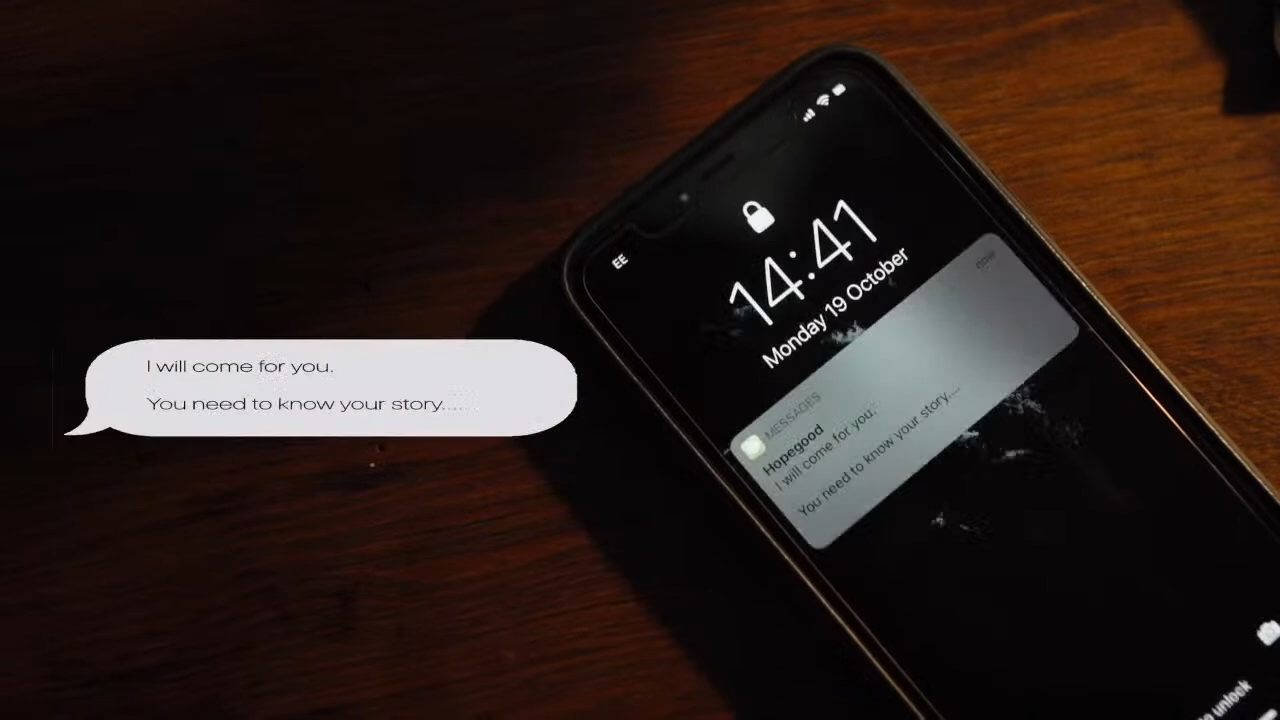 I will come for you.
You need to know your story.....
EE
14:41
Monday 19 October
MESSAGES
now
Hopegood
I will come for you.
You need to know your story....
unlock